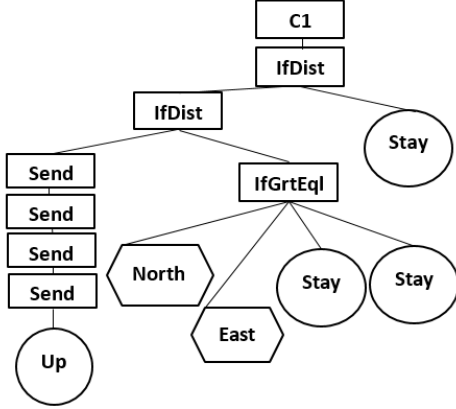 C1
IfDist
IfDist
Stay
Send
IfGrtEql
Send
Send
North
Stay
Stay
Send
East
Up